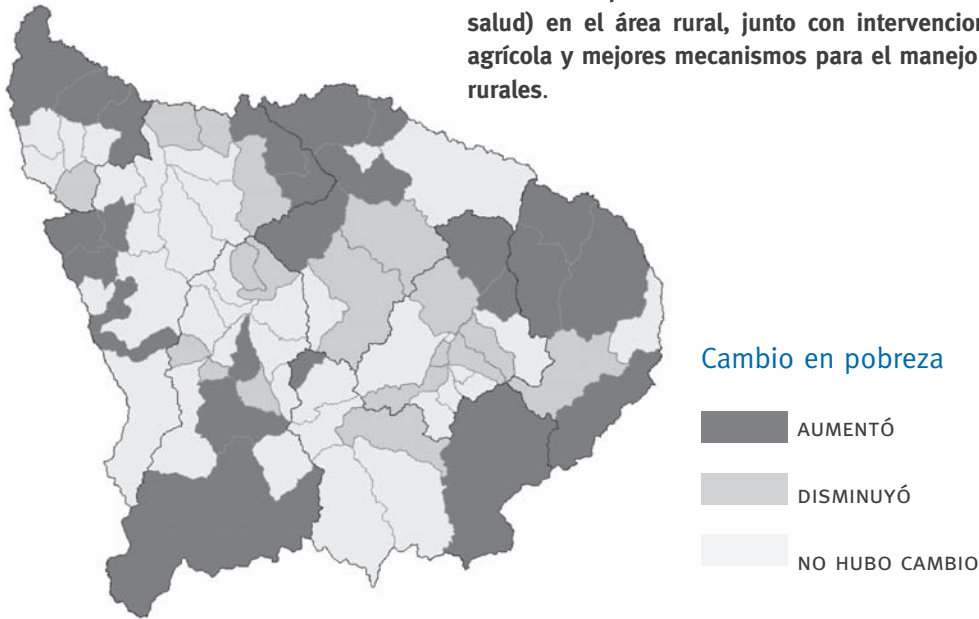 salud) en el área rural, junto con intervencion
agrícola y mejores mecanismos para el manejo
rurales.
Cambio en pobreza
AUMENTÓ
DISMINUYÓ
NO HUBO CAMBIO